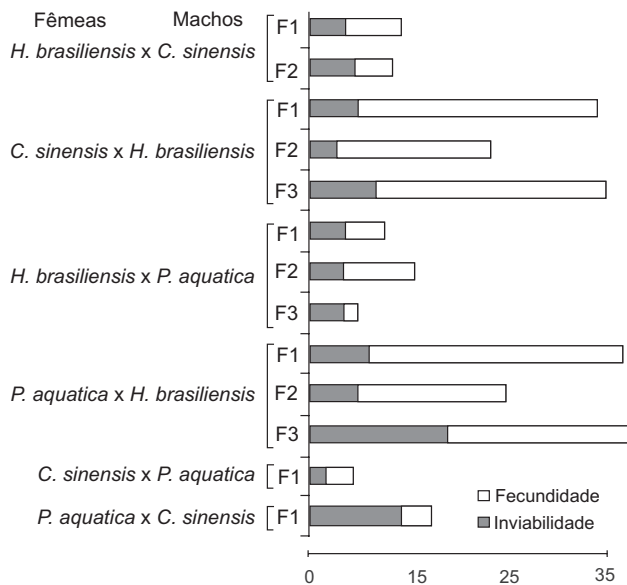 Fêmeas Machos
H. brasiliensis x C. sinensis
F1
F2
C. sinensis x H. brasiliensis
F1
F2
F3
H. brasiliensis x P. aquatica
F1
F2
F3
P. aquatica x H. brasiliensis
F1
F2
F3
C. sinensis x P. aquatica F1
P. aquatica x C. sinensis F1
Fecundidade
Inviabilidade
0 15 25 35